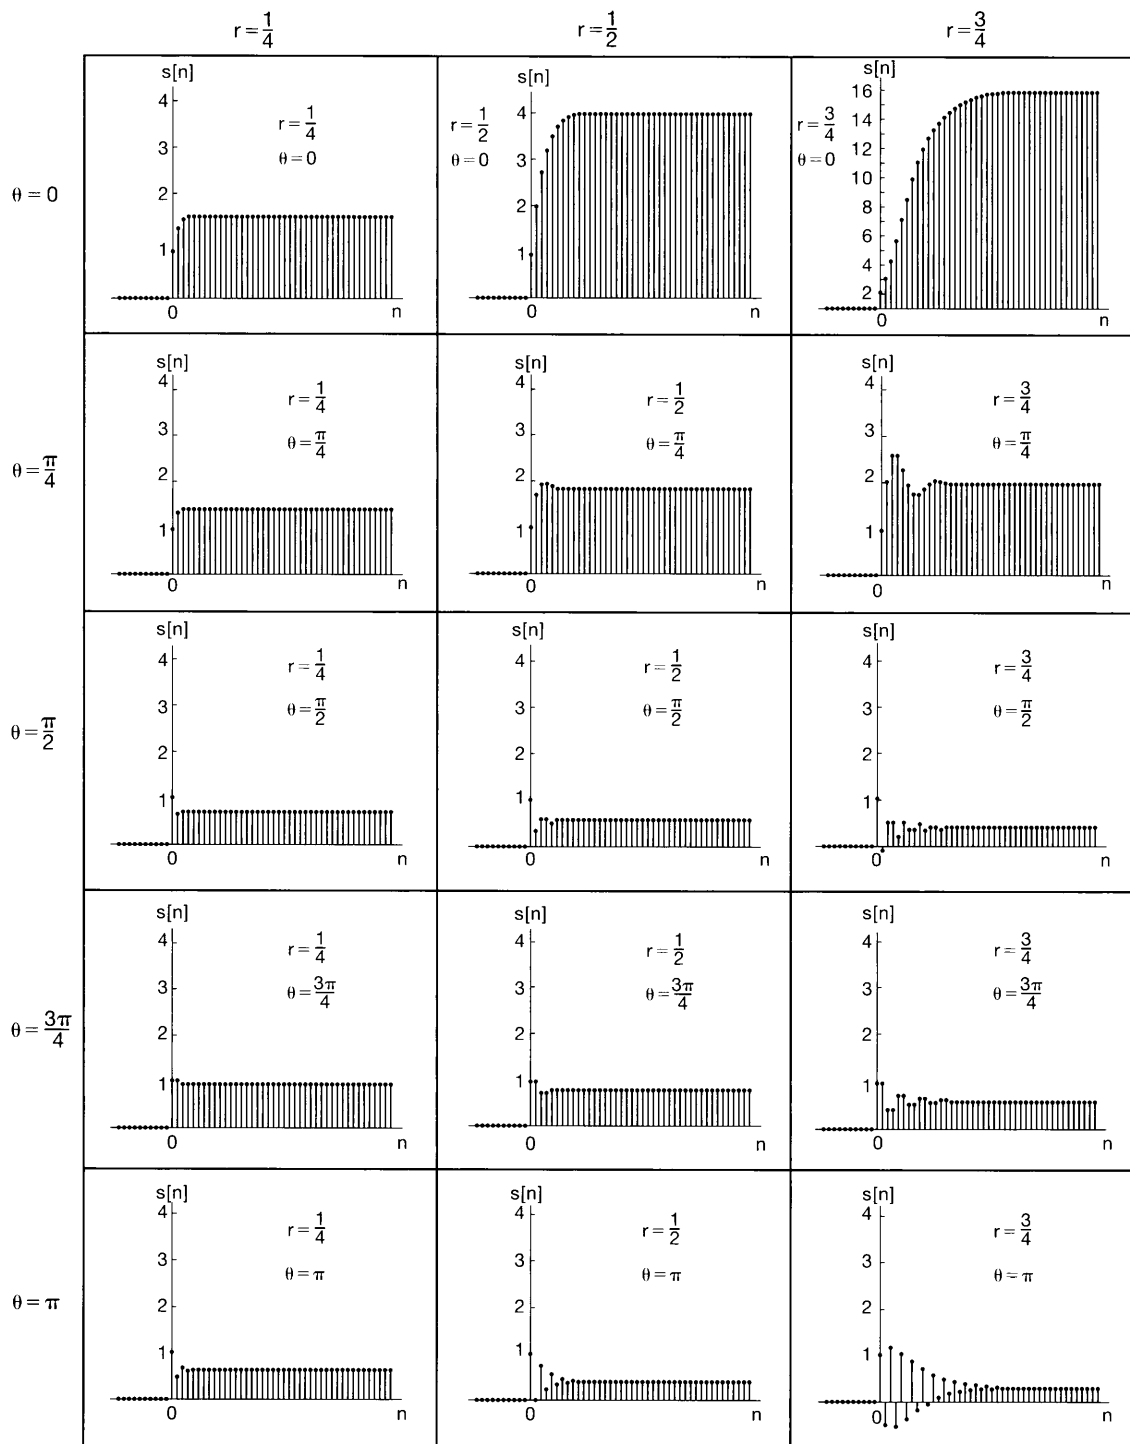 r = 1/4 r = 1/2 r = 3/4
θ = 0
s[n]
4
3
2
1
0
n
r = 1/4
θ = 0
s[n]
4
3
2
1
0
n
r = 1/2
θ = 0
s[n]
16
14
12
10
8
6
4
2
0
n
r = 3/4
θ = 0
θ = π/4
s[n]
4
3
2
1
0
n
r = 1/4
θ = π/4
s[n]
4
3
2
1
0
n
r = 1/2
θ = π/4
s[n]
4
3
2
1
0
n
r = 3/4
θ = π/4
θ = π/2
s[n]
4
3
2
1
0
n
r = 1/4
θ = π/2
s[n]
4
3
2
1
0
n
r = 1/2
θ = π/2
s[n]
4
3
2
1
0
n
r = 3/4
θ = π/2
θ = 3π/4
s[n]
4
3
2
1
0
n
r = 1/4
θ = 3π/4
s[n]
4
3
2
1
0
n
r = 1/2
θ = 3π/4
s[n]
4
3
2
1
0
n
r = 3/4
θ = 3π/4
θ = π
s[n]
4
3
2
1
0
n
r = 1/4
θ = π
s[n]
4
3
2
1
0
n
r = 1/2
θ = π
s[n]
4
3
2
1
0
n
r = 3/4
θ = π